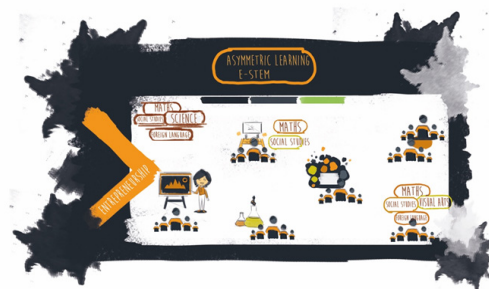 ASYMMETRIC LEARNING
E-STEM
MATHS
SOCIAL STUDIES
SCIENCE
FOREIGN LANGUAGE
MATHS
SOCIAL STUDIES
ENTREPRENEURSHIP
MATHS
SOCIAL STUDIES
VISUAL ARTS
FOREIGN LANGUAGE